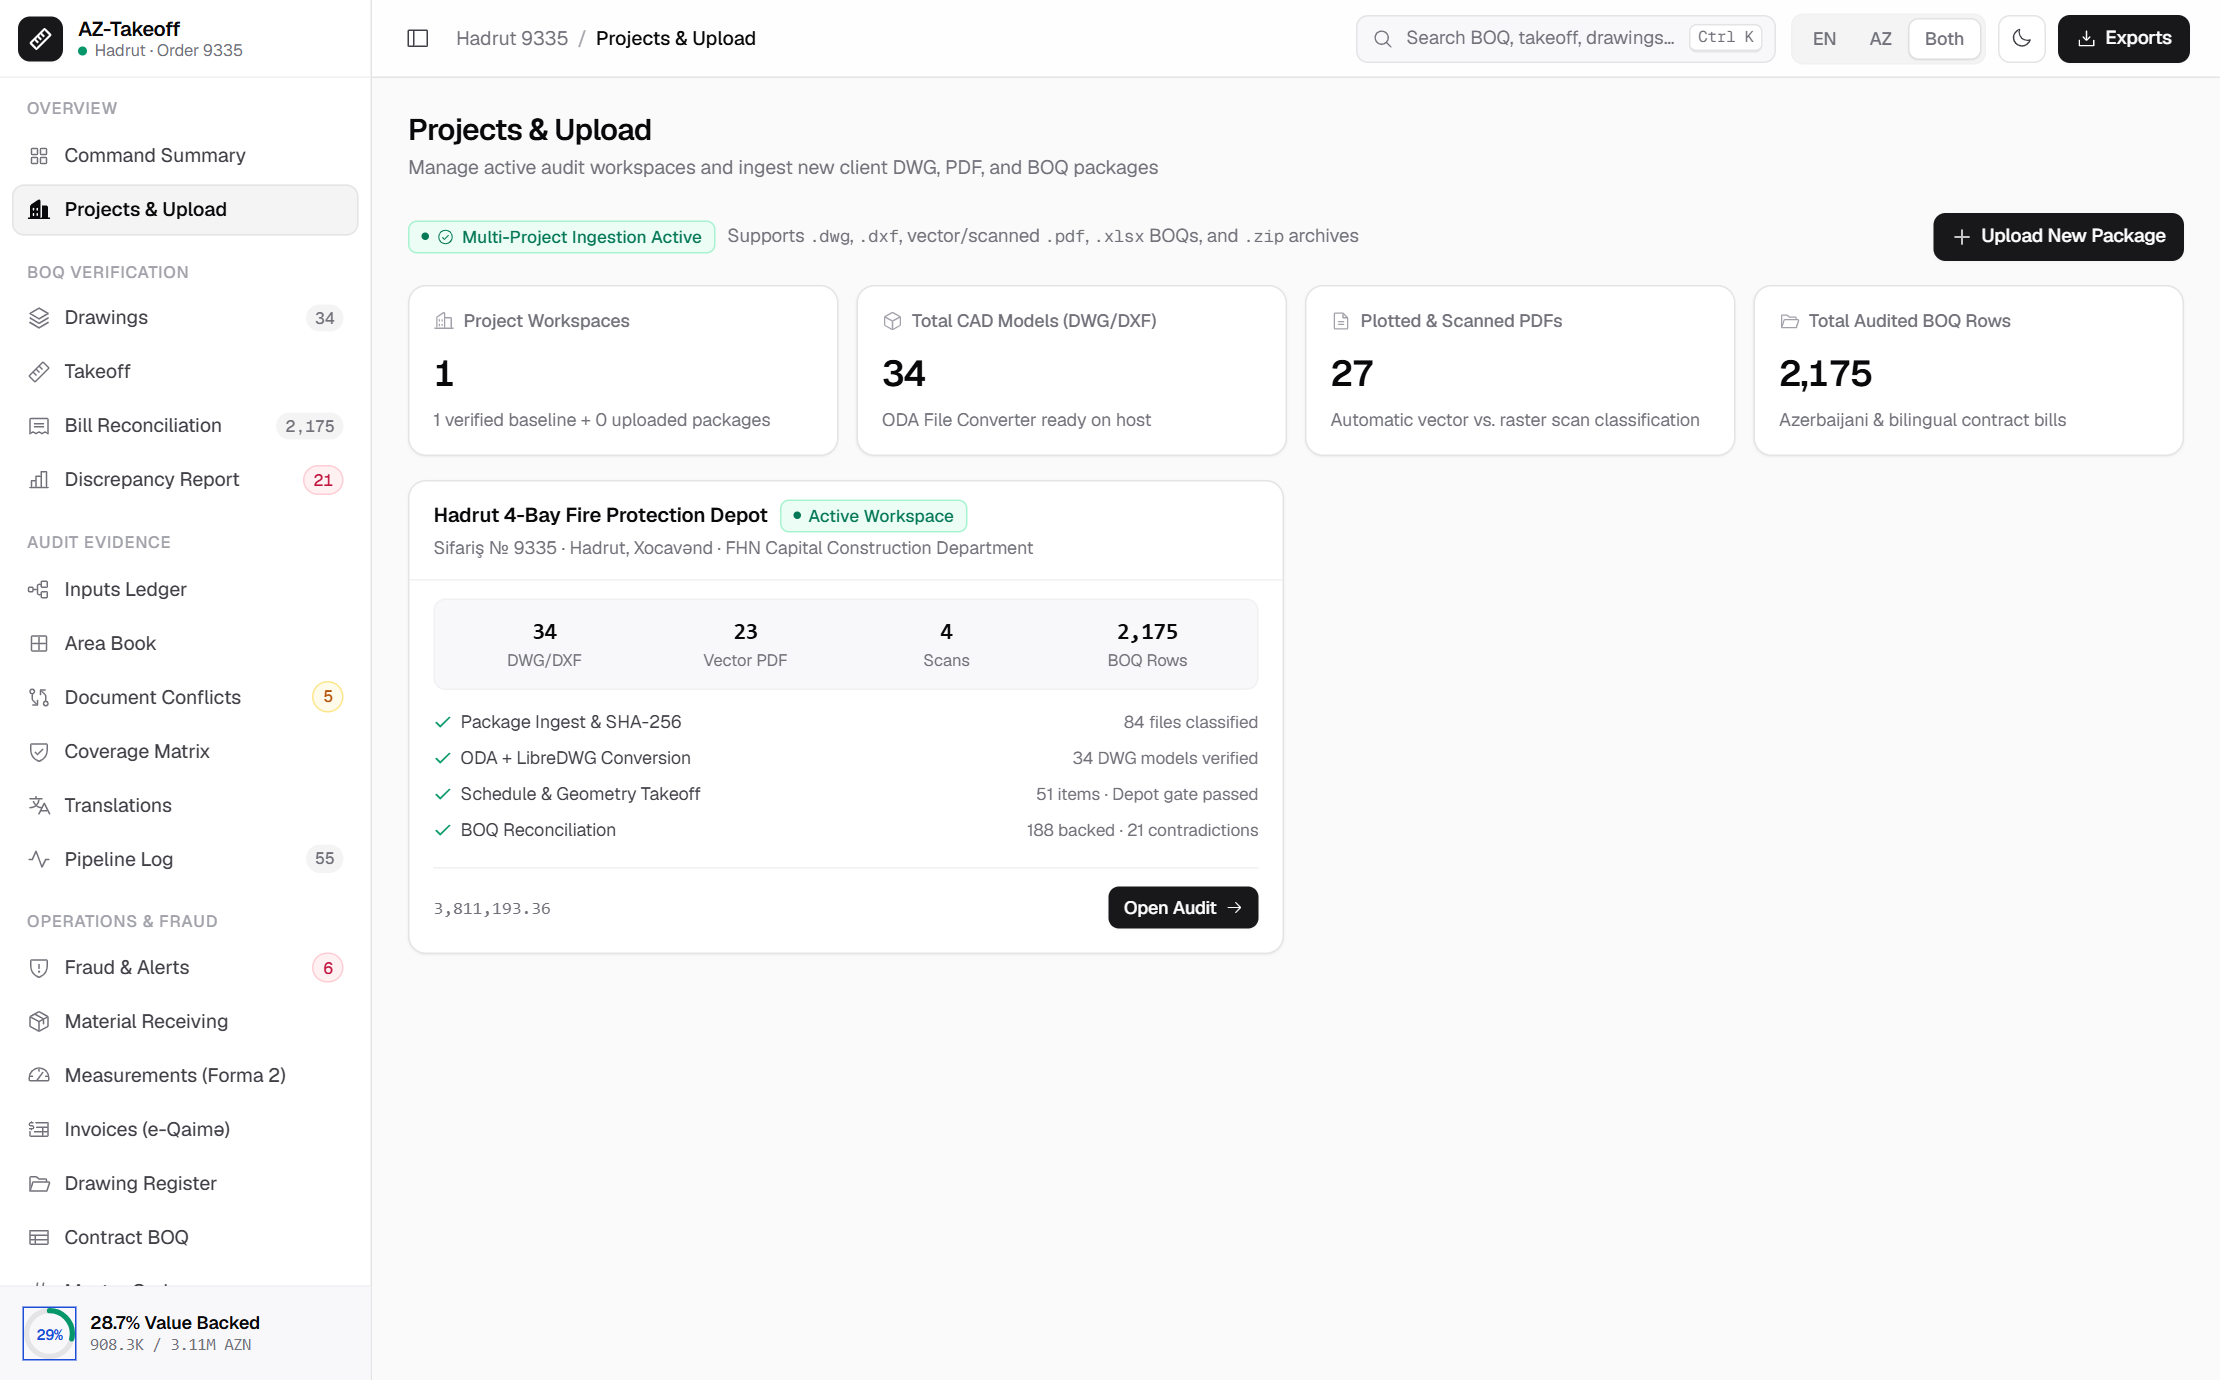 AZ-Takeoff
Hadrut · Order 9335
OVERVIEW
Command Summary
Projects & Upload
BOQ VERIFICATION
Drawings 34
Takeoff
Bill Reconciliation 2,175
Discrepancy Report 21
AUDIT EVIDENCE
Inputs Ledger
Area Book
Document Conflicts 5
Coverage Matrix
Translations
Pipeline Log 55
OPERATIONS & FRAUD
Fraud & Alerts 6
Material Receiving
Measurements (Forma 2)
Invoices (e-Qaimə)
Drawing Register
Contract BOQ
29%
28.7% Value Backed
908.3K / 3.11M AZN
Hadrut 9335 / Projects & Upload
Search BOQ, takeoff, drawings... Ctrl K
EN AZ Both
Exports
Projects & Upload
Manage active audit workspaces and ingest new client DWG, PDF, and BOQ packages
Multi-Project Ingestion Active
Supports .dwg, .dxf, vector/scanned .pdf, .xlsx BOQs, and .zip archives
Upload New Package
Project Workspaces
1
1 verified baseline + 0 uploaded packages
Total CAD Models (DWG/DXF)
34
ODA File Converter ready on host
Plotted & Scanned PDFs
27
Automatic vector vs. raster scan classification
Total Audited BOQ Rows
2,175
Azerbaijani & bilingual contract bills
Hadrut 4-Bay Fire Protection Depot
Active Workspace
Sifariş № 9335 · Hadrut, Xocavənd · FHN Capital Construction Department
34 23 4 2,175
DWG/DXF Vector PDF Scans BOQ Rows
Package Ingest & SHA-256 84 files classified
ODA + LibreDWG Conversion 34 DWG models verified
Schedule & Geometry Takeoff 51 items · Depot gate passed
BOQ Reconciliation 188 backed · 21 contradictions
3,811,193.36
Open Audit